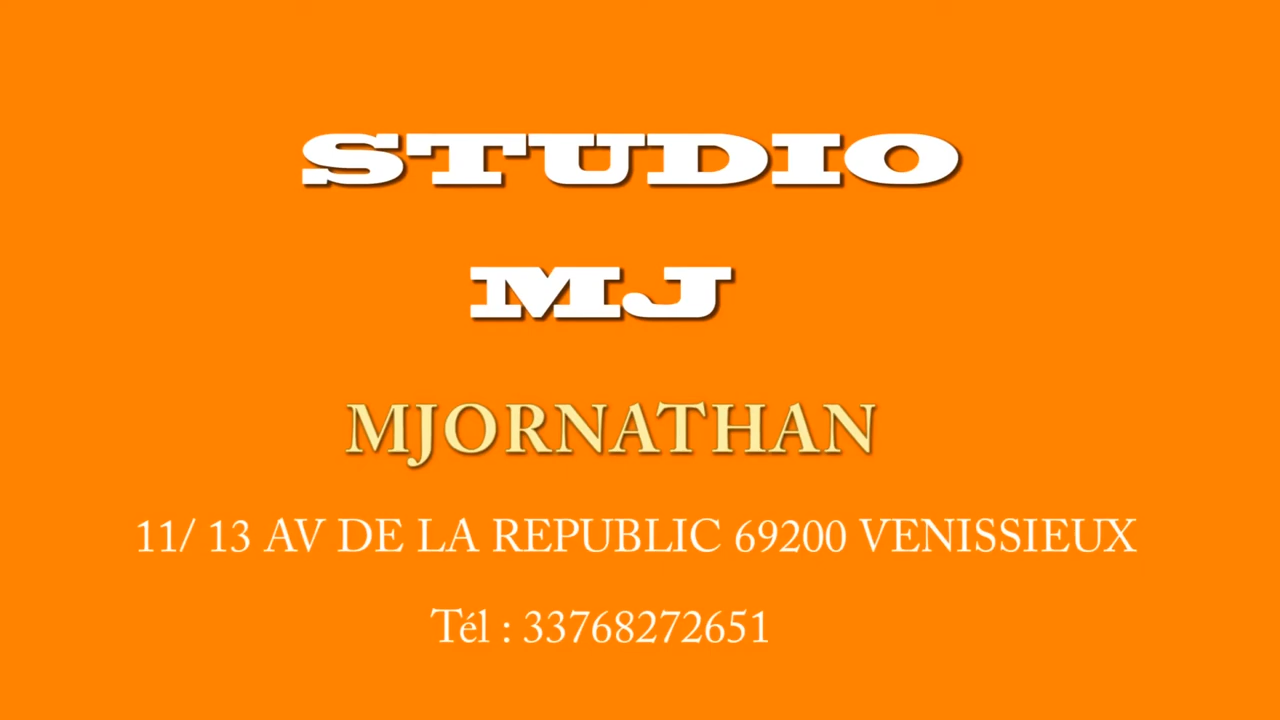 STUDIO
MJ
MJORNATHAN
11/ 13 AV DE LA REPUBLIC 69200 VENISSIEUX
Tél : 33768272651